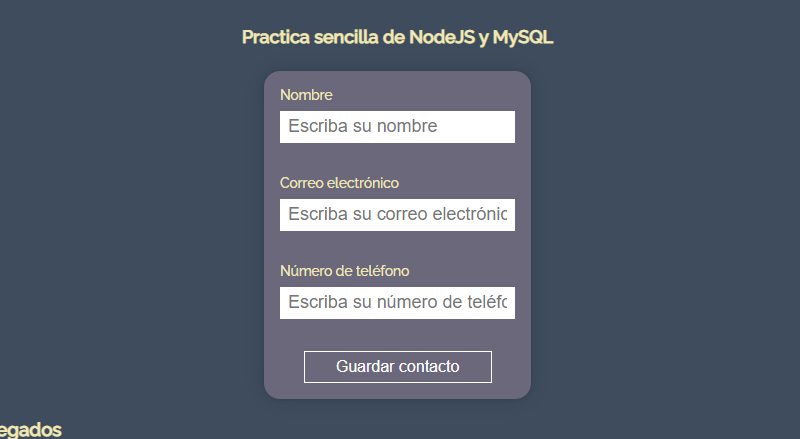 Practica sencilla de NodeJS y MySQL
Nombre
Escriba su nombre
Correo electrónico
Escriba su correo electrónic
Número de teléfono
Escriba su número de teléfo
Guardar contacto
egados